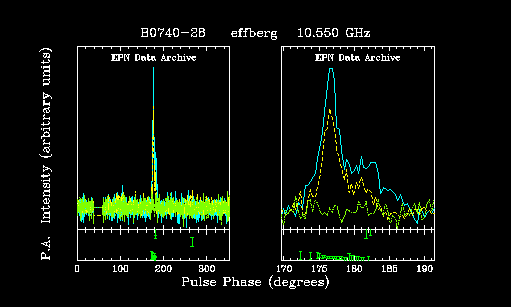 B0740-28 effberg 10.550 GHz
EPN Data Archive EPN Data Archive
P.A. Intensity (arbitrary units)
0 100 200 300 170 175 180 185 190
Pulse Phase (degrees)